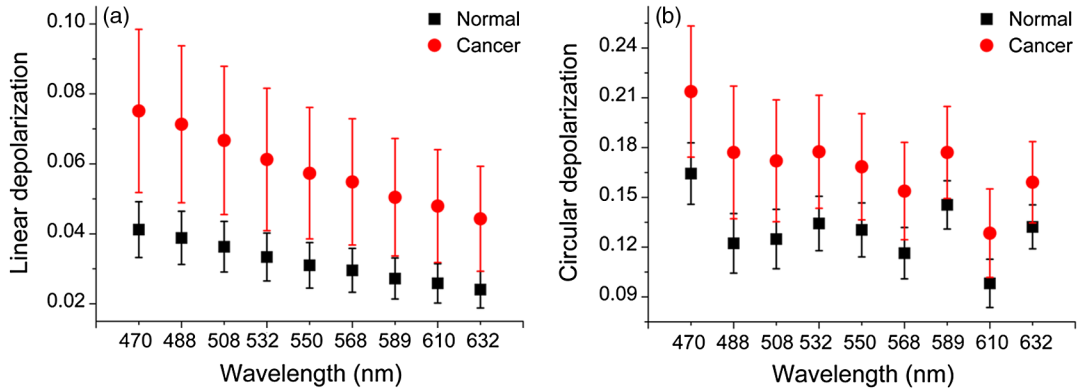 (a)
Normal
Cancer
Linear depolarization
0.10
0.08
0.06
0.04
0.02
470 488 508 532 550 568 589 610 632
Wavelength (nm)
(b)
Normal
Cancer
Circular depolarization
0.24
0.21
0.18
0.15
0.12
0.09
470 488 508 532 550 568 589 610 632
Wavelength (nm)